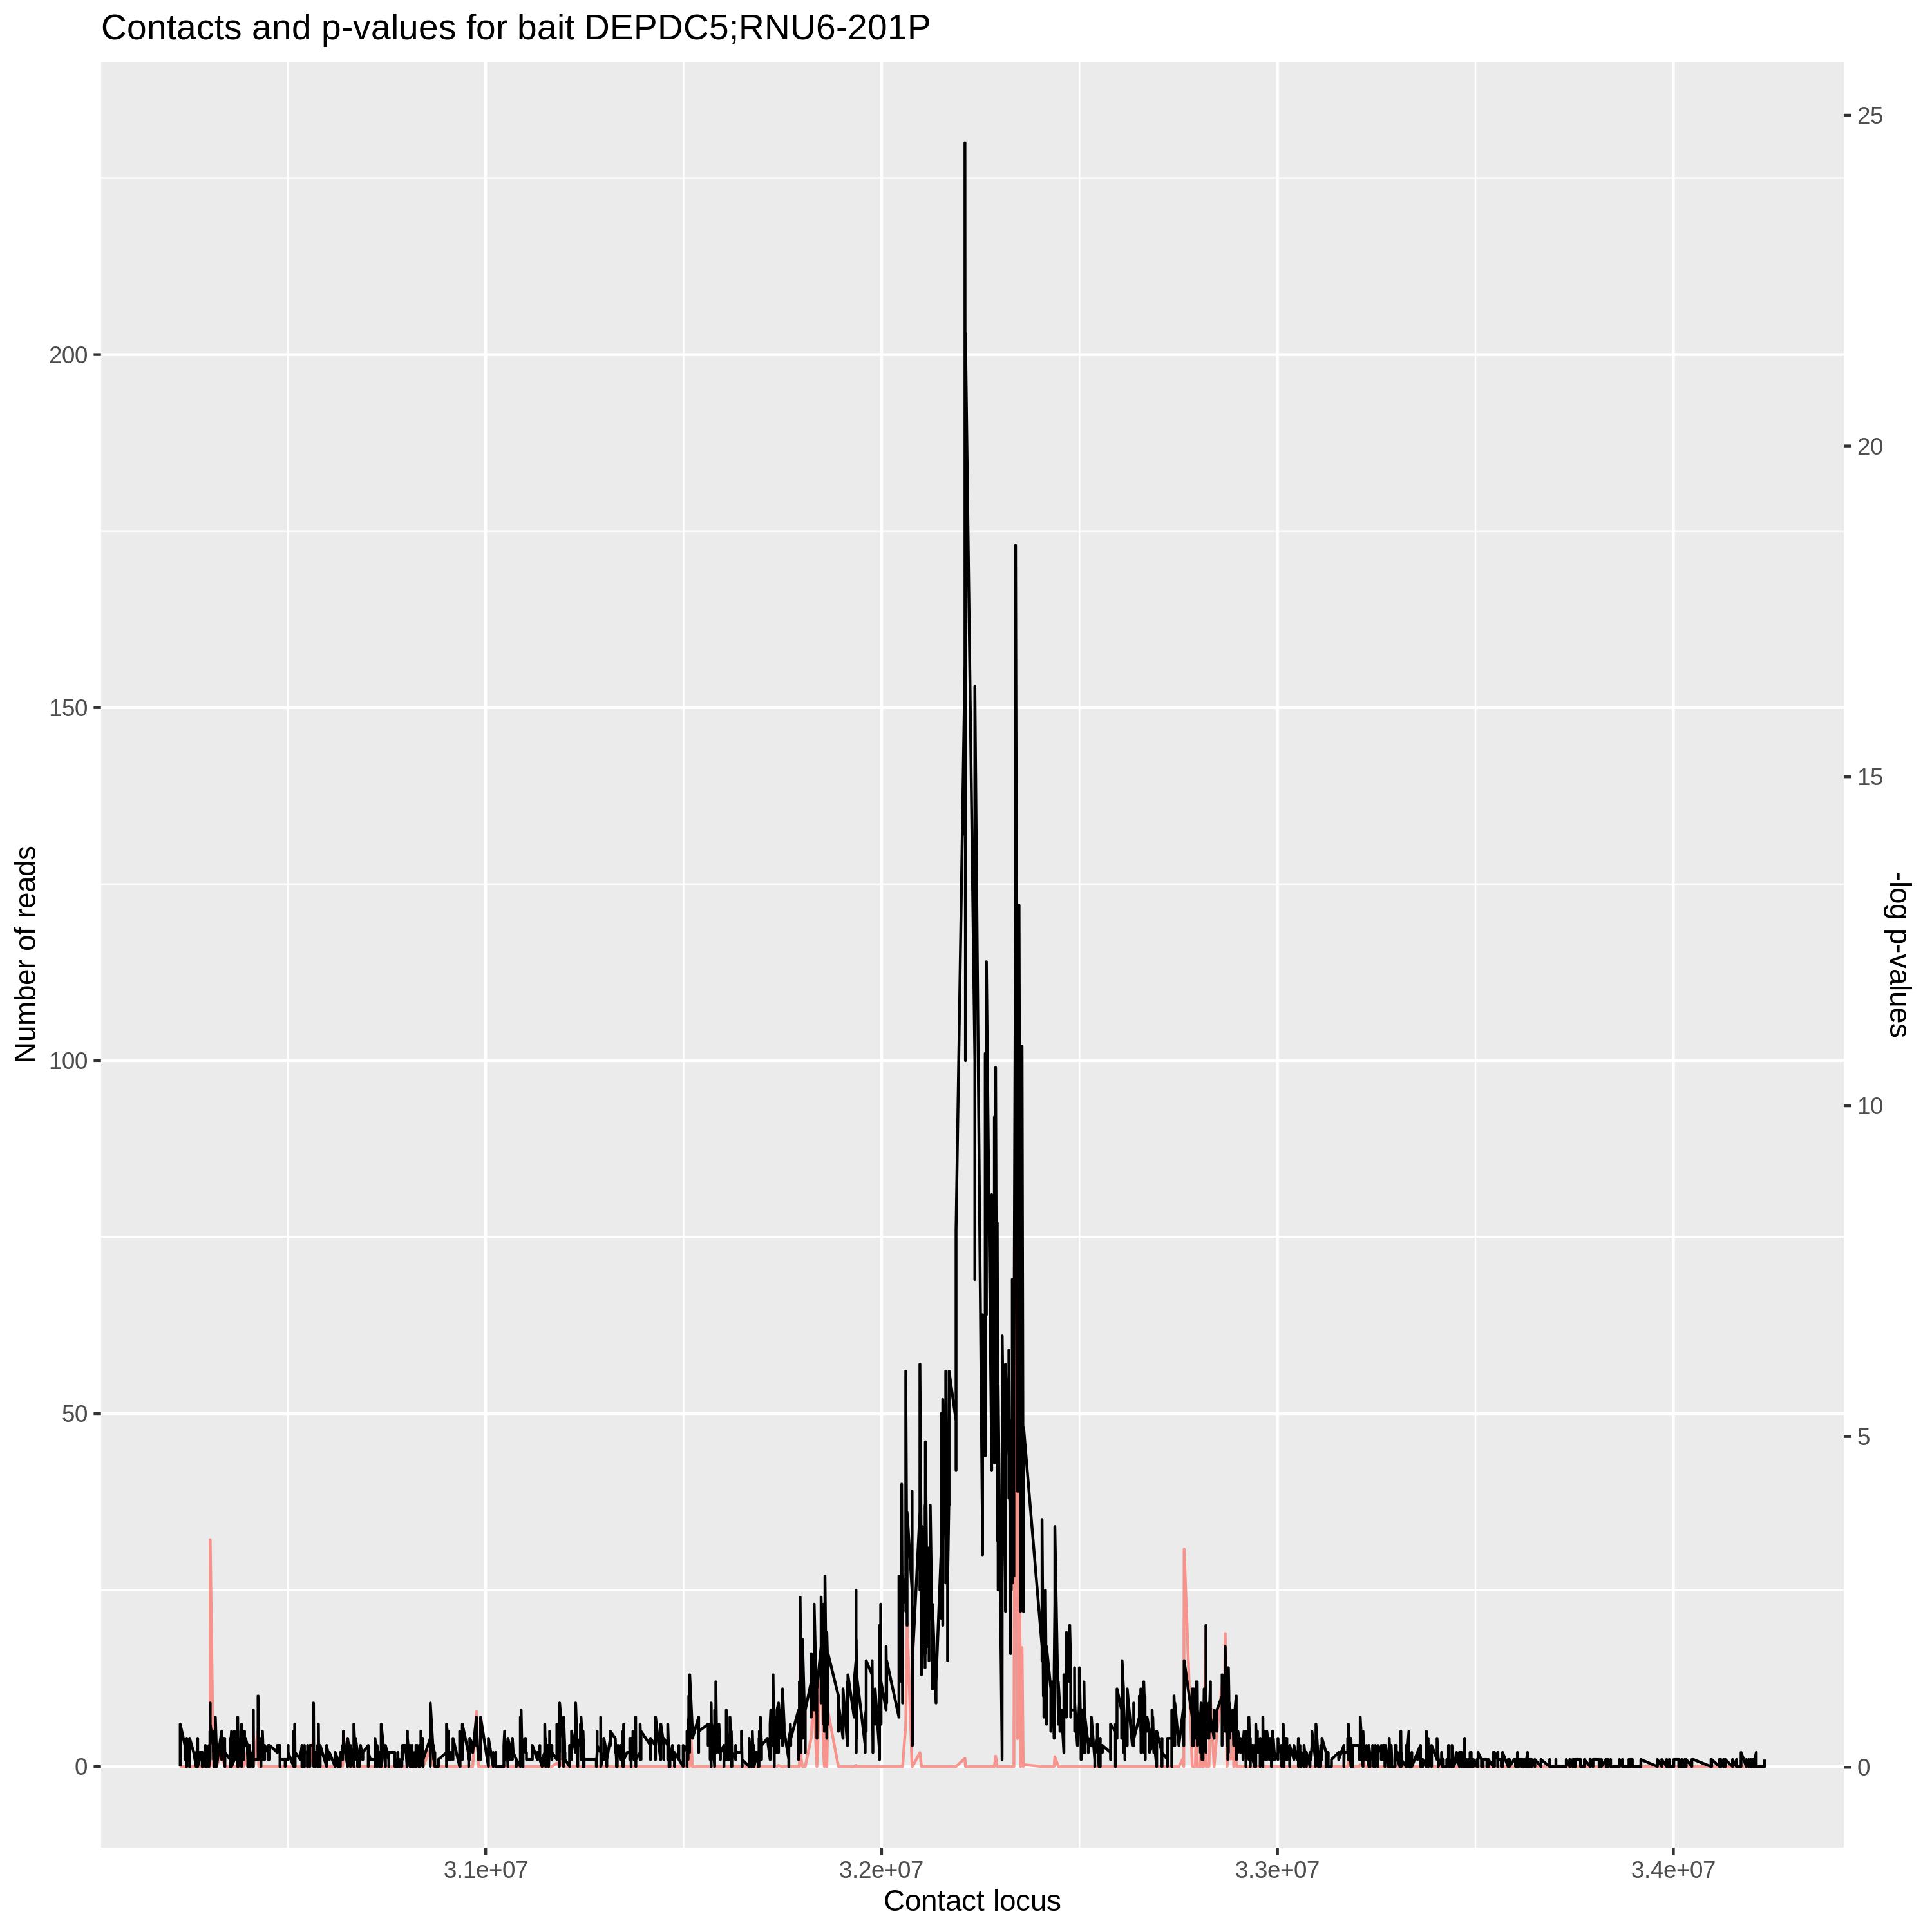 Contacts and p-values for bait DEPDC5;RNU6-201P
25
200
20
150
15
Number of reads
-log p-values
100
10
50
5
0
0
3.1e+07
3.2e+07
3.3e+07
3.4e+07
Contact locus